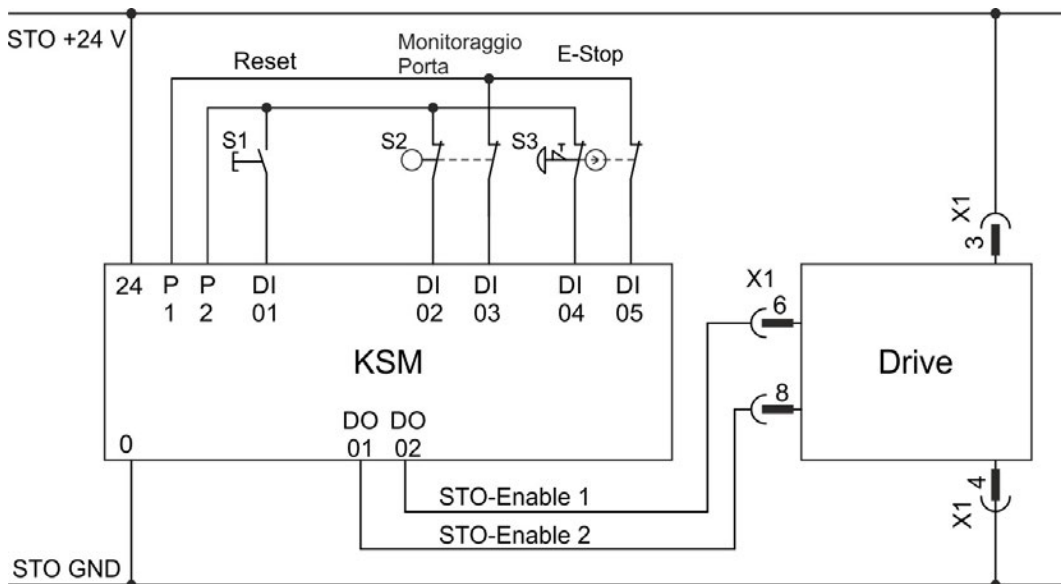 STO +24 V
Reset
Monitoraggio
Porta
E-Stop
S1
S2
S3
X1
3
24 P P DI DI DI DI DI
1 2 01 02 03 04 05
X1
6
KSM
Drive
8
DO DO
0
01 02
4
X1
STO-Enable 1
STO-Enable 2
STO GND